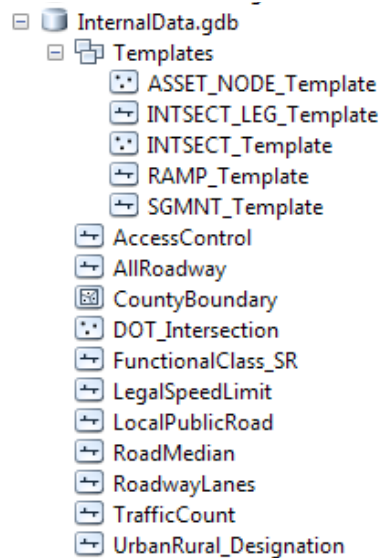 InternalData.gdb
Templates
ASSET_NODE_Template
INTSECT_LEG_Template
INTSECT_Template
RAMP_Template
SGMNT_Template
AccessControl
AllRoadway
CountyBoundary
DOT_Intersection
FunctionalClass_SR
LegalSpeedLimit
LocalPublicRoad
RoadMedian
RoadwayLanes
TrafficCount
UrbanRural_Designation